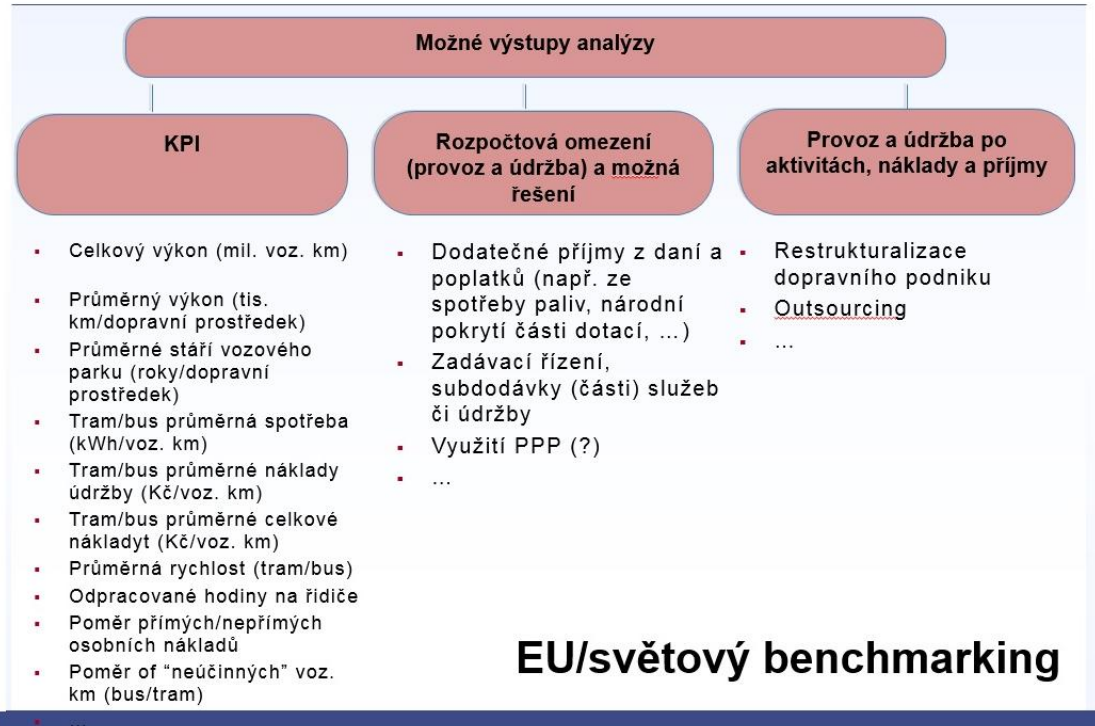 Možné výstupy analýzy
KPI
Rozpočtová omezení
(provoz a údržba) a možná
řešení
Provoz a údržba po
aktivitách, náklady a příjmy
▪ Celkový výkon (mil. voz. km)
▪ Průměrný výkon (tis.
km/dopravní prostředek)
▪ Průměrné stáří vozového
parku (roky/dopravní
prostředek)
▪ Tram/bus průměrná spotřeba
(kWh/voz. km)
▪ Tram/bus průměrné náklady
údržby (Kč/voz. km)
▪ Tram/bus průměrné celkové
nákladyt (Kč/voz. km)
▪ Průměrná rychlost (tram/bus)
▪ Odpracované hodiny na řidiče
▪ Poměr přímých/nepřímých
osobních nákladů
▪ Poměr of “neúčinných” voz.
km (bus/tram)
▪ ...
▪ Dodatečné příjmy z daní a
poplatků (např. ze
spotřeby paliv, národní
pokrytí části dotací, ...)
▪ Zadávací řízení,
subdodávky (části) služeb
či údržby
▪ Využití PPP (?)
▪ ...
▪ Restrukturalizace
dopravního podniku
▪ Outsourcing
▪ ...
EU/světový benchmarking